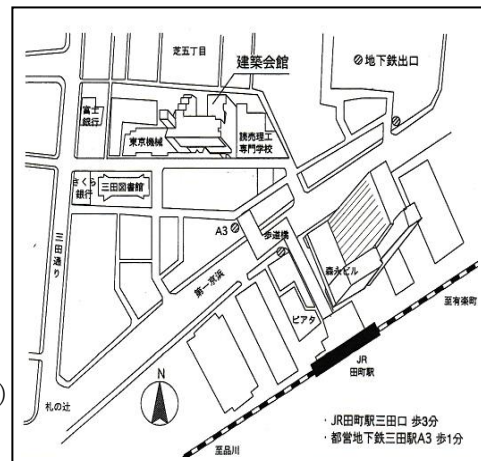 芝五丁目
建築会館
地下鉄出口
富士
銀行
東京機械
読売理工
専門学校
さくら
銀行
三田図書館
A3
歩道橋
三田通り
第一京浜
森永ビル
ピアタ
至有楽町
JR
田町駅
N
札の辻
至品川
・JR田町駅三田口 歩3分
・都営地下鉄三田駅A3 歩1分